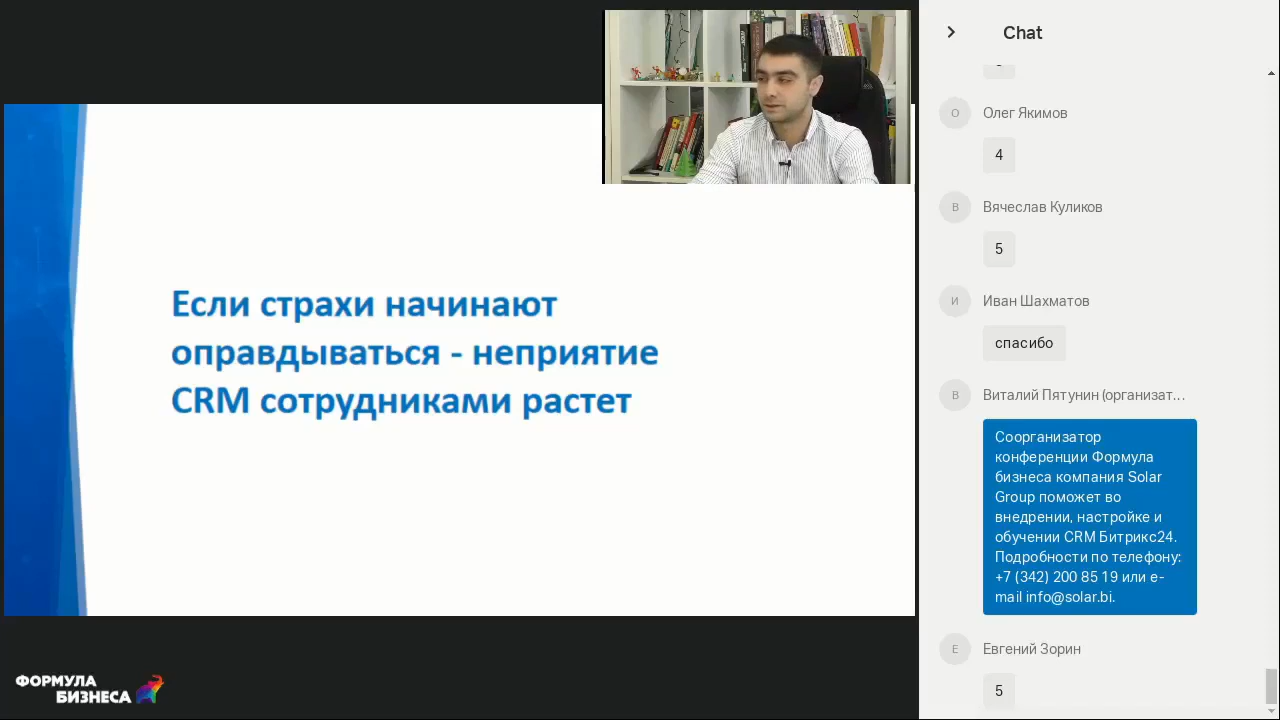 Если страхи начинают
оправдываться - неприятие
CRM сотрудниками растет
ФОРМУЛА
БИЗНЕСА
Chat
О
Олег Якимов
4
В
Вячеслав Куликов
5
И
Иван Шахматов
спасибо
В
Виталий Пятунин (организат...
Соорганизатор
конференции Формула
бизнеса компания Solar
Group поможет во
внедрении, настройке и
обучении CRM Битрикс24.
Подробности по телефону:
+7 (342) 200 85 19 или e-
mail info@solar.bi.
Е
Евгений Зорин
5